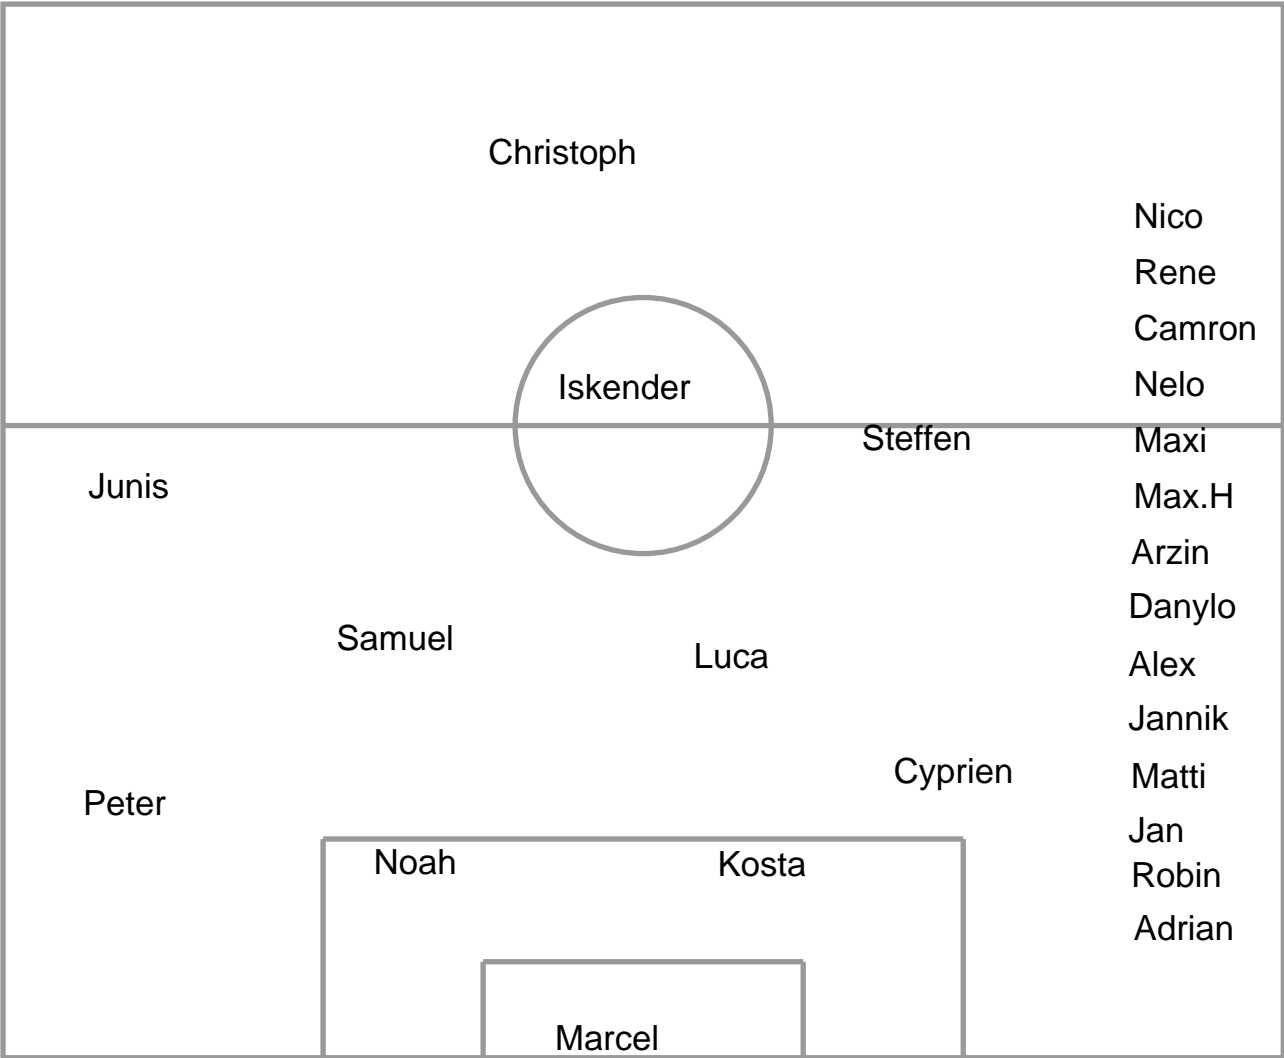 Christoph
Nico
Rene
Camron
Iskender
Nelo
Steffen
Maxi
Junis
Max.H
Arzin
Danylo
Samuel
Luca
Alex
Jannik
Cyprien
Matti
Peter
Jan
Noah
Kosta
Robin
Adrian
Marcel